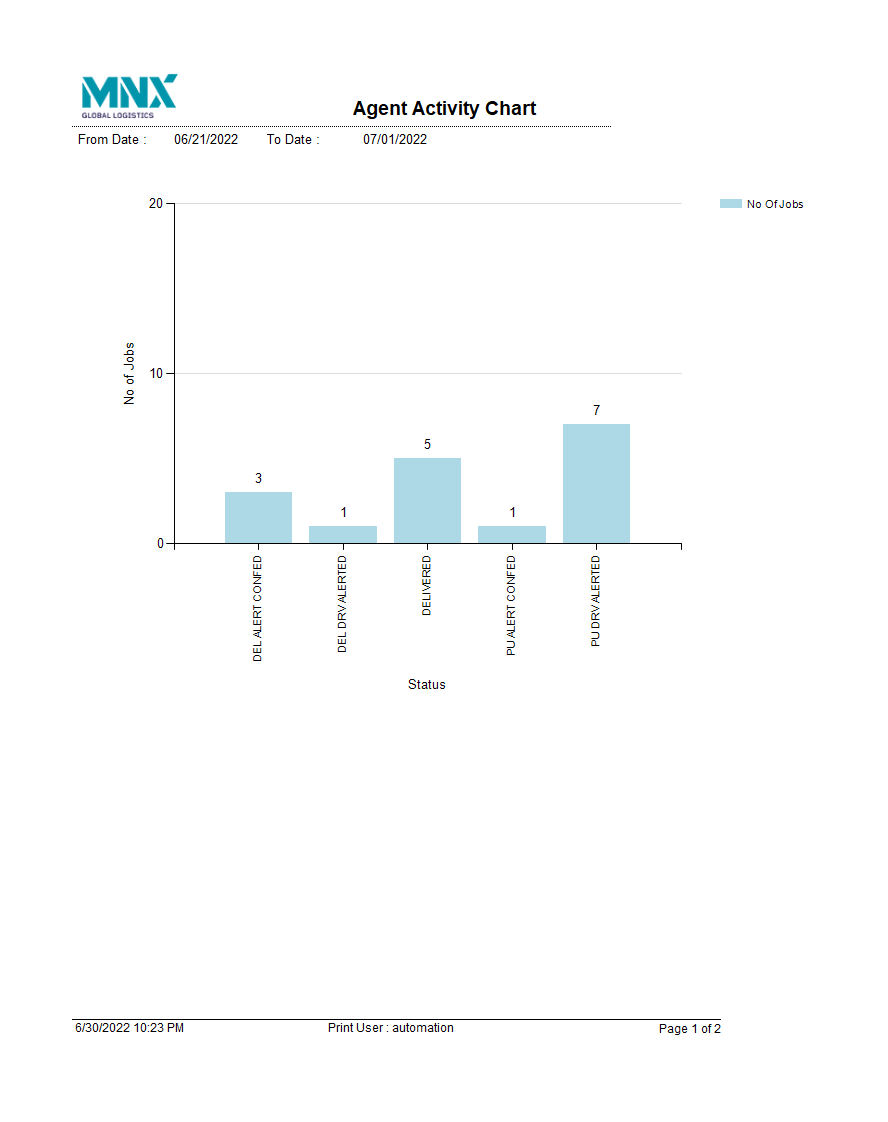 MNX
GLOBAL LOGISTICS
Agent Activity Chart
From Date : 06/21/2022 To Date : 07/01/2022
20
No Of Jobs
No of Jobs
10
7
5
3
1
1
0
DEL ALERT CONFED
DEL DRV ALERTED
DELIVERED
PU ALERT CONFED
PU DRV ALERTED
Status
6/30/2022 10:23 PM Print User : automation Page 1 of 2